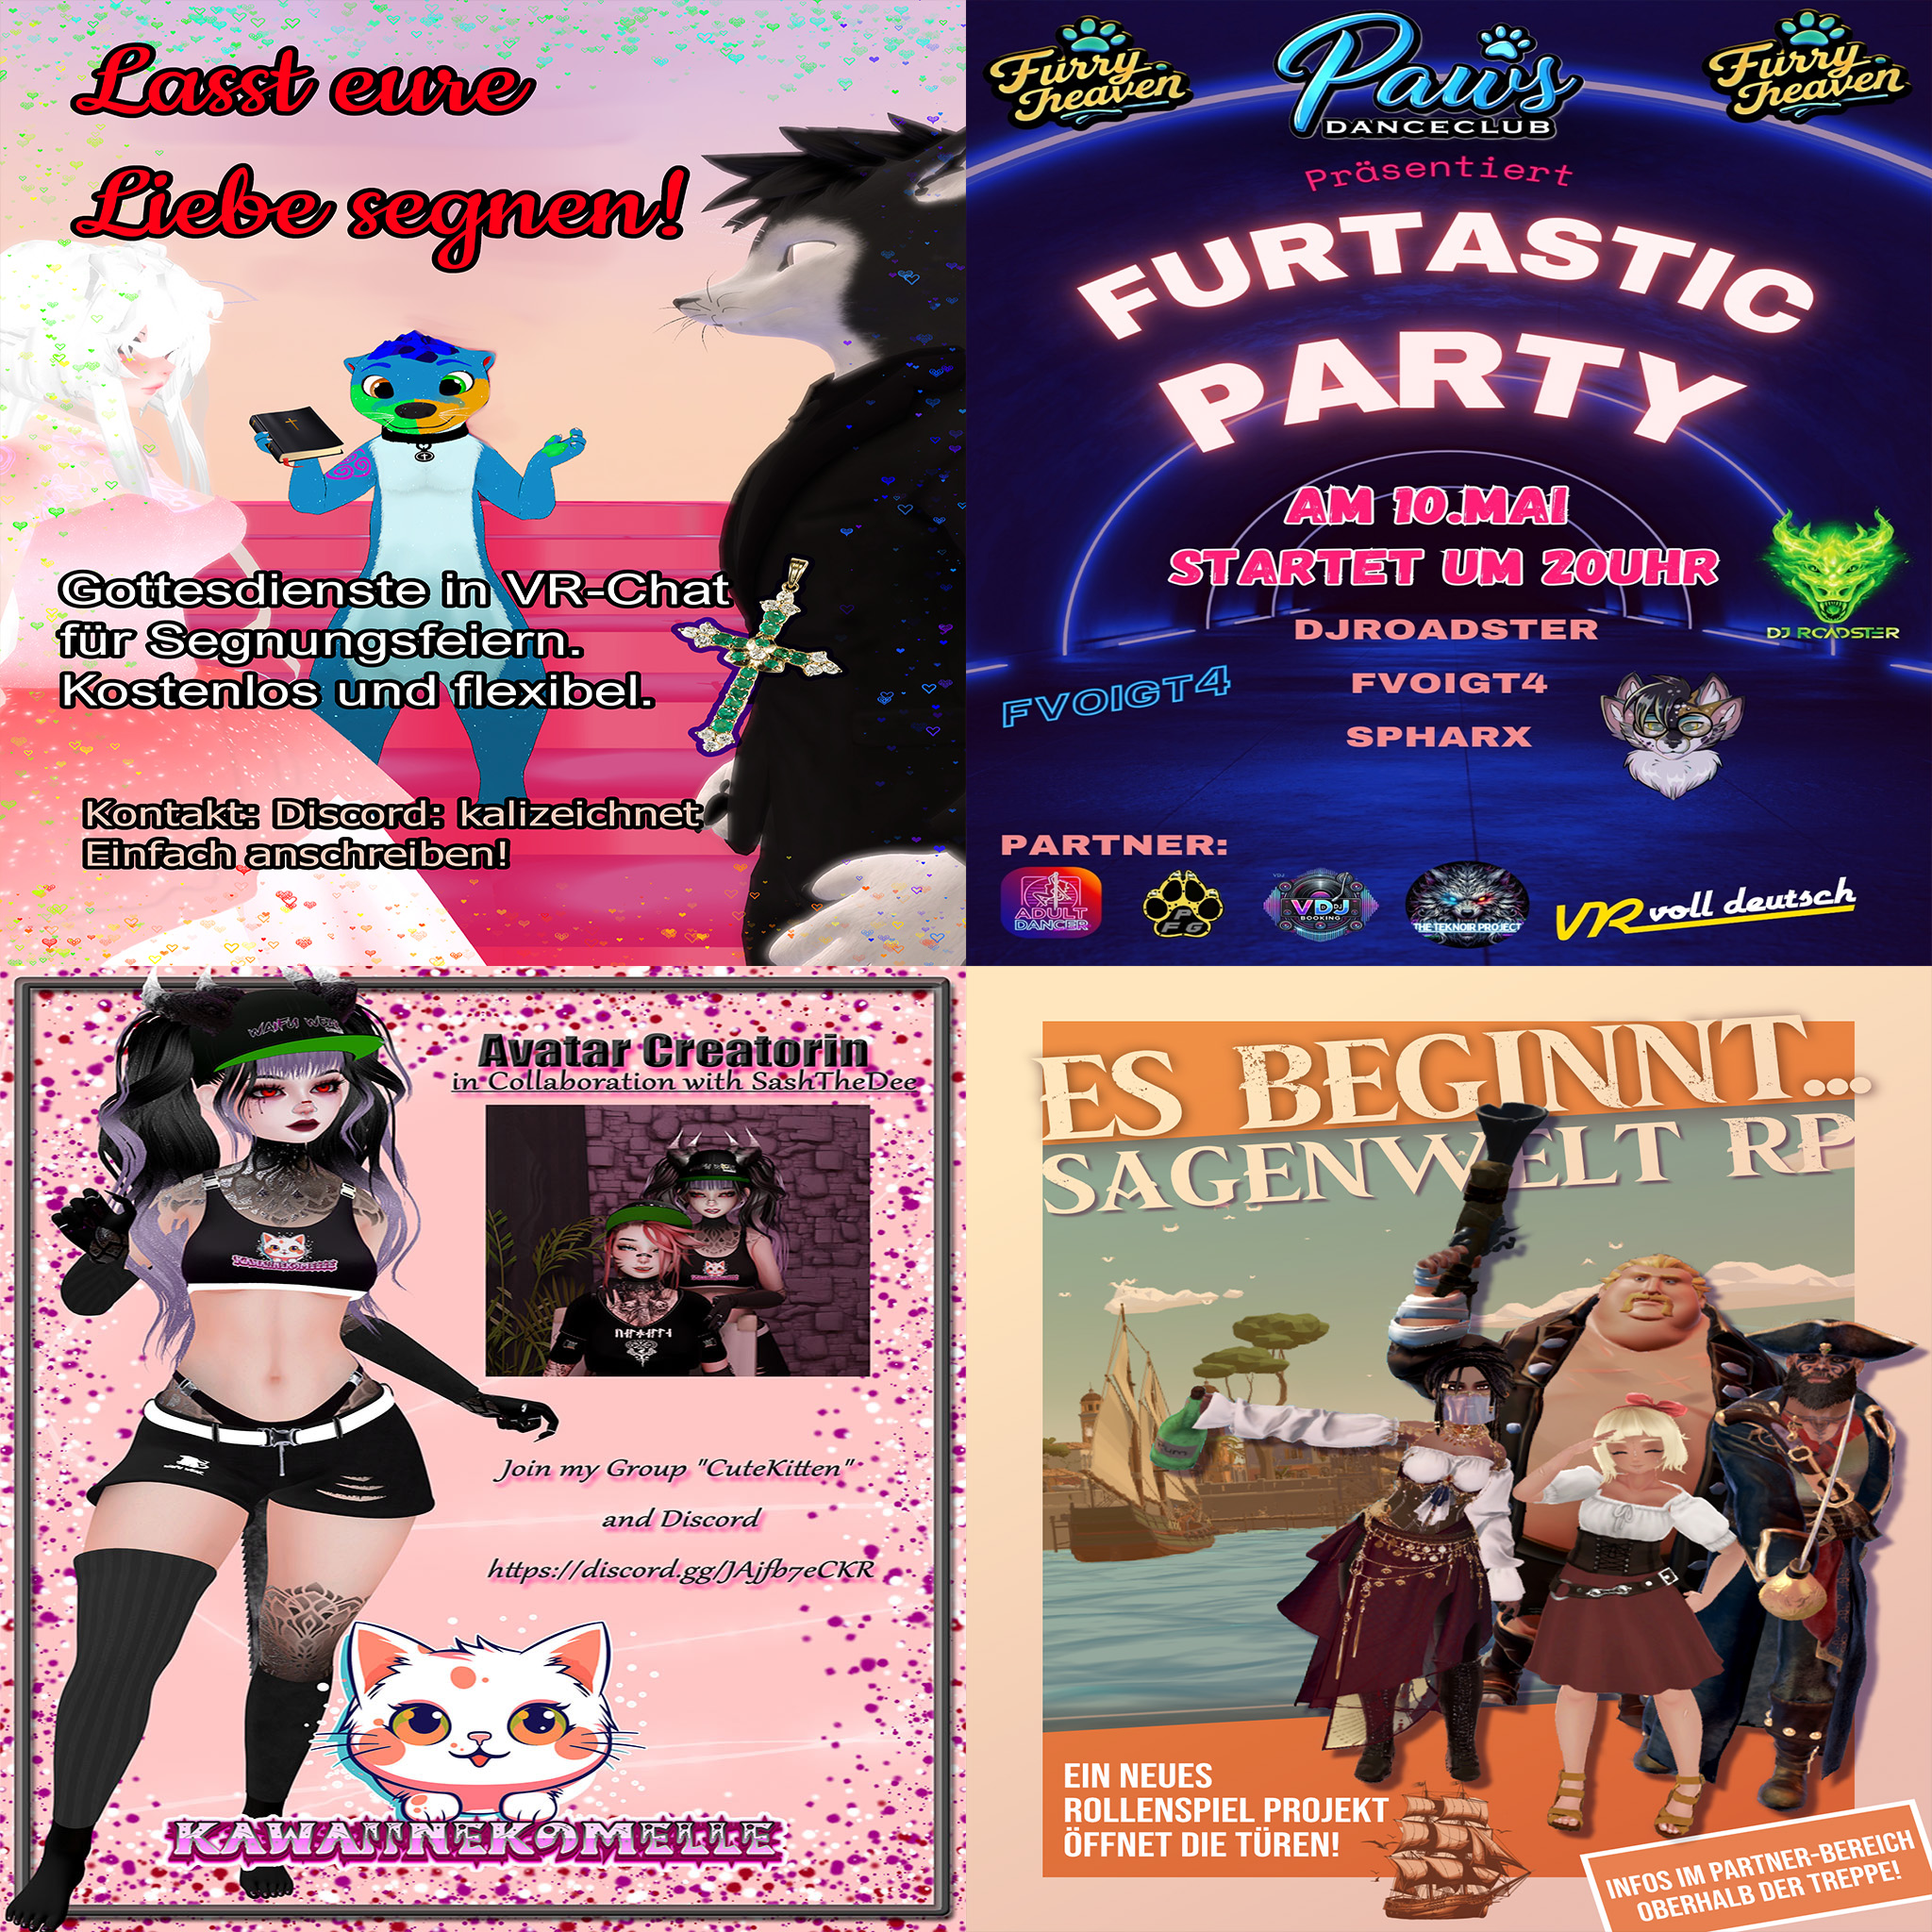 Lasst eure
Liebe segnen!
Gottesdienste in VR-Chat
für Segnungsfeiern.
Kostenlos und flexibel.
Kontakt: Discord: kalizeichnet
Einfach anschreiben!
Furry heaven
Paws
DANCECLUB
Furry heaven
Präsentiert
FURTASTIC
PARTY
AM 10.MAI
STARTET UM 20UHR
DJ ROADSTER
DJROADSTER
FVOIGT4
FVOIGT4
SPHARX
PARTNER:
ADULT
DANCER
P
F G
VDJ
VDJ
BOOKING
THE TEKNOIR PROJECT
VR voll deutsch
WAIFU
Avatar Creatorin
in Collaboration with SashTheDee
KAWAIINEKOMELLE
Join my Group "CuteKitten"
and Discord
https://discord.gg/JAjfb7eCKR
KAWAIINEKOMELLE
ES BEGINNT...
SAGENWELT RP
EIN NEUES
ROLLENSPIEL PROJEKT
ÖFFNET DIE TÜREN!
INFOS IM PARTNER-BEREICH
OBERHALB DER TREPPE!